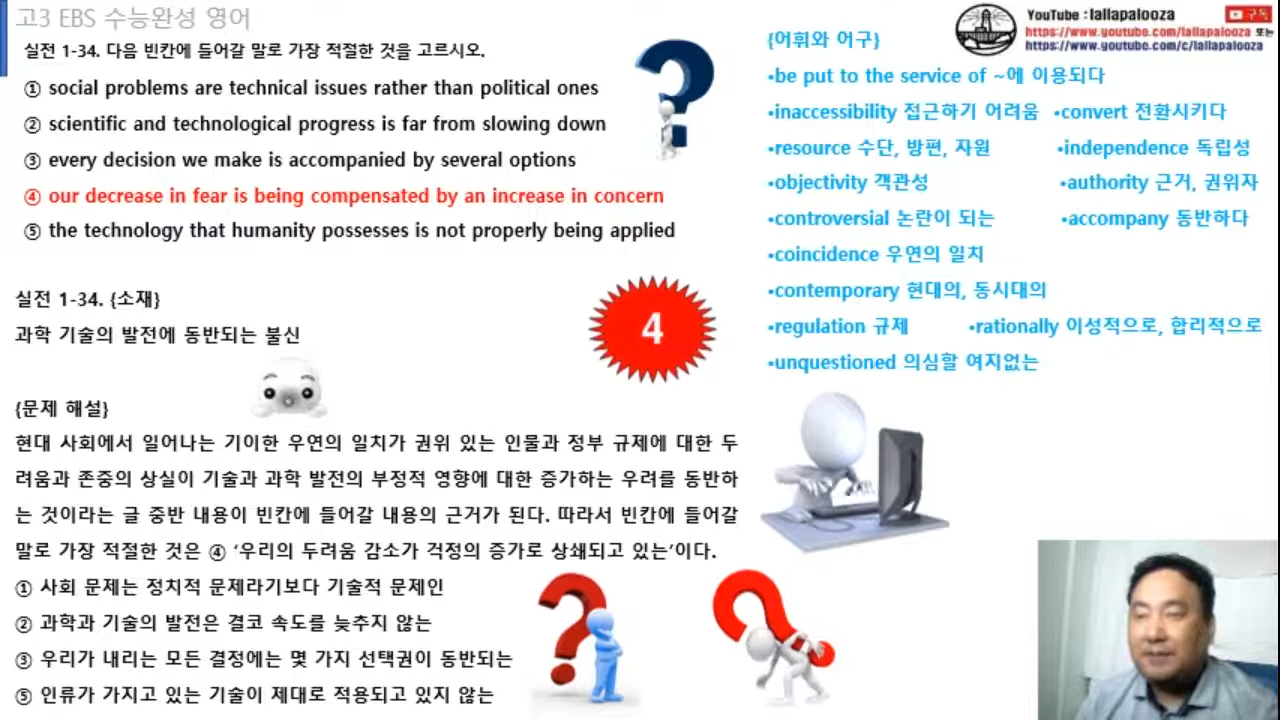 고3 EBS 수능완성 영어
실전 1-34. 다음 빈칸에 들어갈 말로 가장 적절한 것을 고르시오.
① social problems are technical issues rather than political ones
② scientific and technological progress is far from slowing down
③ every decision we make is accompanied by several options
④ our decrease in fear is being compensated by an increase in concern
⑤ the technology that humanity possesses is not properly being applied
실전 1-34. {소재}
과학 기술의 발전에 동반되는 불신
4
{문제 해설}
현대 사회에서 일어나는 기이한 우연의 일치가 권위 있는 인물과 정부 규제에 대한 두
려움과 존중의 상실이 기술과 과학 발전의 부정적 영향에 대한 증가하는 우려를 동반하
는 것이라는 글 중반 내용이 빈칸에 들어갈 내용의 근거가 된다. 따라서 빈칸에 들어갈
말로 가장 적절한 것은 ④ ‘우리의 두려움 감소가 걱정의 증가로 상쇄되고 있는’이다.
① 사회 문제는 정치적 문제라기보다 기술적 문제인
② 과학과 기술의 발전은 결코 속도를 늦추지 않는
③ 우리가 내리는 모든 결정에는 몇 가지 선택권이 동반되는
⑤ 인류가 가지고 있는 기술이 제대로 적용되고 있지 않는
YouTube : lallapalooza 구독
https://www.youtube.com/lallapalooza 또는
https://www.youtube.com/c/lallapalooza
{어휘와 어구}
•be put to the service of ~에 이용되다
•inaccessibility 접근하기 어려움 •convert 전환시키다
•resource 수단, 방편, 자원 •independence 독립성
•objectivity 객관성 •authority 근거, 권위자
•controversial 논란이 되는 •accompany 동반하다
•coincidence 우연의 일치
•contemporary 현대의, 동시대의
•regulation 규제 •rationally 이성적으로, 합리적으로
•unquestioned 의심할 여지없는